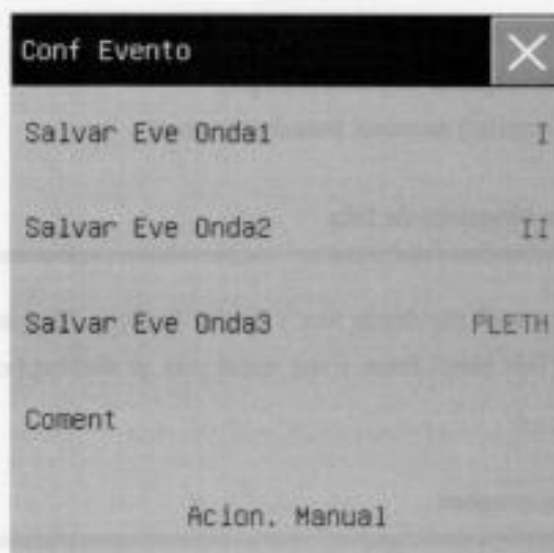 Conf Evento
Salvar Eve Onda1 I
Salvar Eve Onda2 II
Salvar Eve Onda3 PLETH
Coment
Acion. Manual